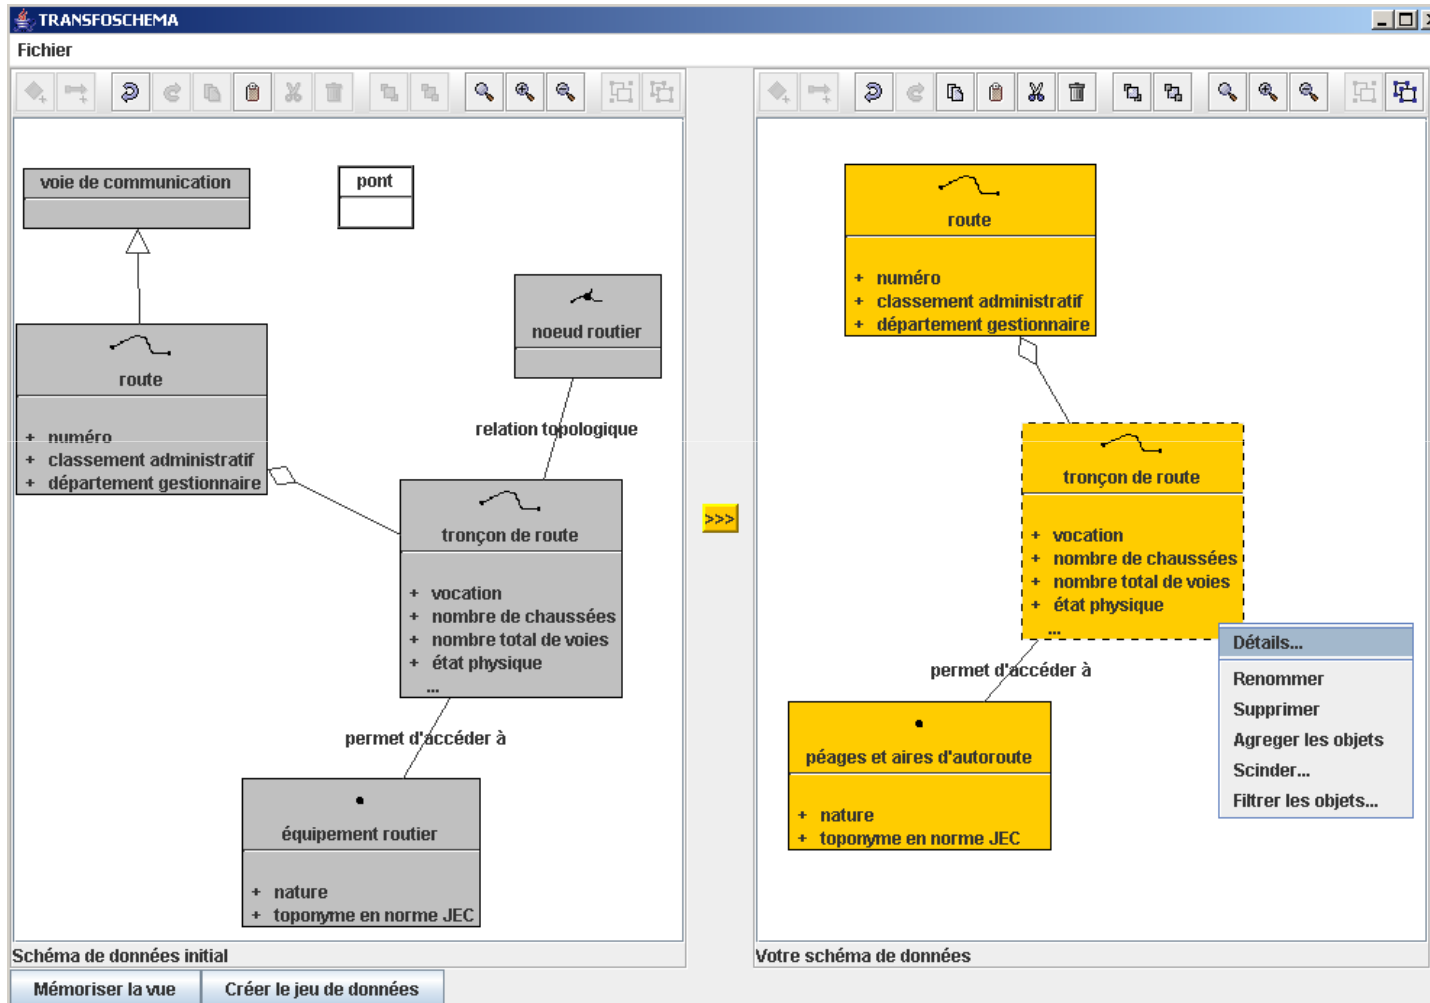 TRANSFOSCHEMA
Fichier
voie de communication
pont
noeud routier
route
+ numéro
+ classement administratif
+ département gestionnaire
relation topologique
tronçon de route
+ vocation
+ nombre de chaussées
+ nombre total de voies
+ état physique
...
permet d'accéder à
équipement routier
+ nature
+ toponyme en norme JEC
Schéma de données initial
>>>
route
+ numéro
+ classement administratif
+ département gestionnaire
tronçon de route
+ vocation
+ nombre de chaussées
+ nombre total de voies
+ état physique
...
permet d'accéder à
péages et aires d'autoroute
+ nature
+ toponyme en norme JEC
Détails...
Renommer
Supprimer
Agreger les objets
Scinder...
Filtrer les objets...
Votre schéma de données
Mémoriser la vue
Créer le jeu de données